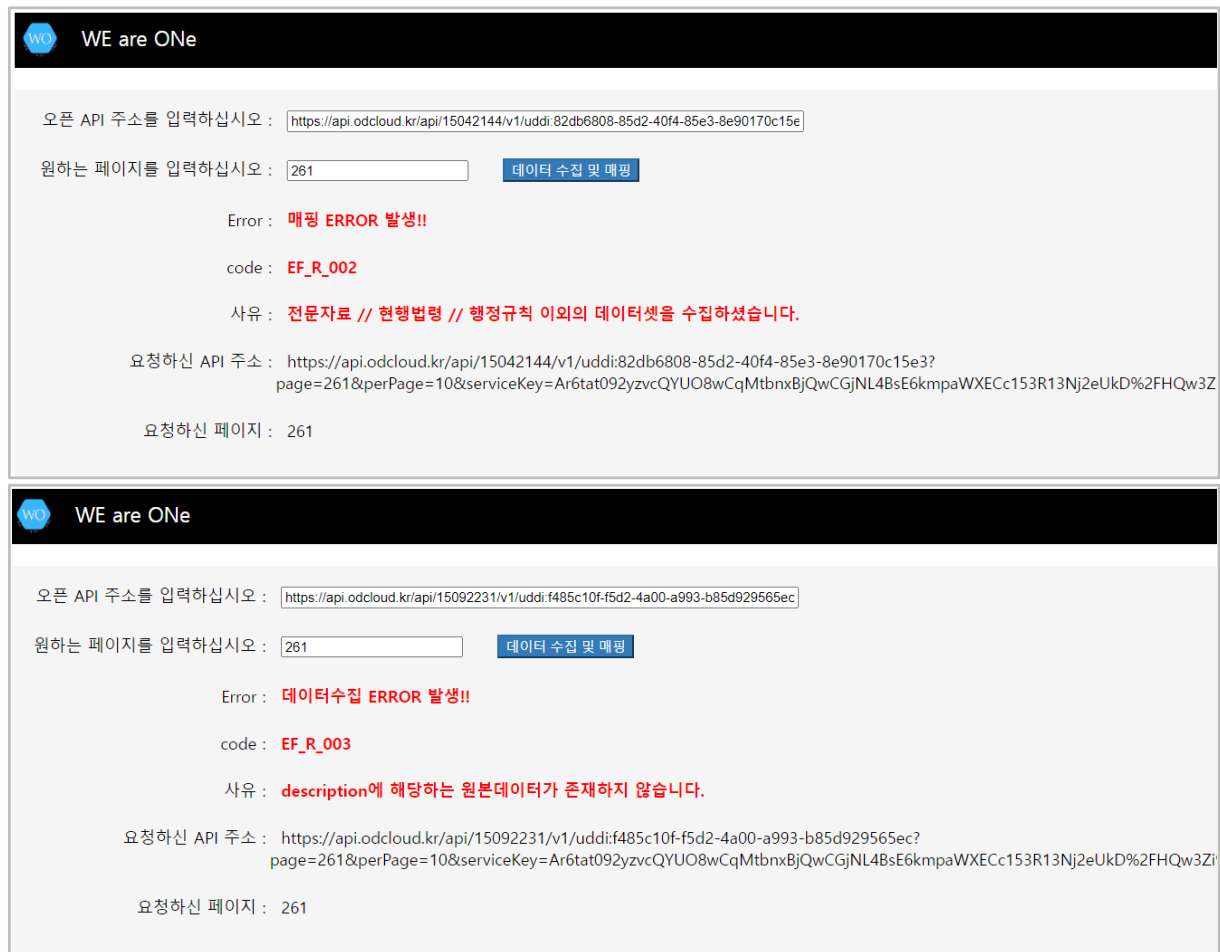 WO WE are ONe
오픈 API 주소를 입력하십시오 : https://api.odcloud.kr/api/15042144/v1/uddi:82db6808-85d2-40f4-85e3-8e90170c15e
원하는 페이지를 입력하십시오 : 261 데이터 수집 및 매핑
Error : 매핑 ERROR 발생!!
code : EF_R_002
사유 : 전문자료 // 현행법령 // 행정규칙 이외의 데이터셋을 수집하셨습니다.
요청하신 API 주소 : https://api.odcloud.kr/api/15042144/v1/uddi:82db6808-85d2-40f4-85e3-8e90170c15e3?
page=261&perPage=10&serviceKey=Ar6tat092yzvcQYUO8wCqMtbnxBjQwCGjNL4BsE6kmpaWXECc153R13Nj2eUkD%2FHQw3Z
요청하신 페이지 : 261
WO WE are ONe
오픈 API 주소를 입력하십시오 : https://api.odcloud.kr/api/15092231/v1/uddi:f485c10f-f5d2-4a00-a993-b85d929565ec
원하는 페이지를 입력하십시오 : 261 데이터 수집 및 매핑
Error : 데이터수집 ERROR 발생!!
code : EF_R_003
사유 : description에 해당하는 원본데이터가 존재하지 않습니다.
요청하신 API 주소 : https://api.odcloud.kr/api/15092231/v1/uddi:f485c10f-f5d2-4a00-a993-b85d929565ec?
page=261&perPage=10&serviceKey=Ar6tat092yzvcQYUO8wCqMtbnxBjQwCGjNL4BsE6kmpaWXECc153R13Nj2eUkD%2FHQw3Zi
요청하신 페이지 : 261